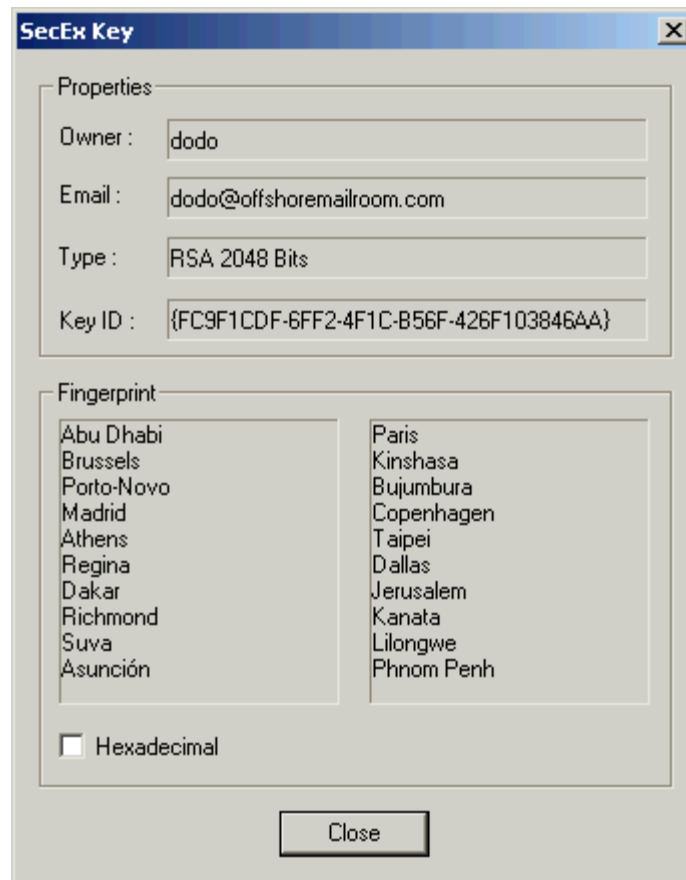 SecEx Key
Properties
Owner : dodo
Email : dodo@offshoremailroom.com
Type : RSA 2048 Bits
Key ID : {FC9F1CDF-6FF2-4F1C-B56F-426F103846AA}
Fingerprint
Abu Dhabi
Brussels
Porto-Novo
Madrid
Athens
Regina
Dakar
Richmond
Suva
Asunción
Paris
Kinshasa
Bujumbura
Copenhagen
Taipei
Dallas
Jerusalem
Kanata
Lilongwe
Phnom Penh
Hexadecimal
Close